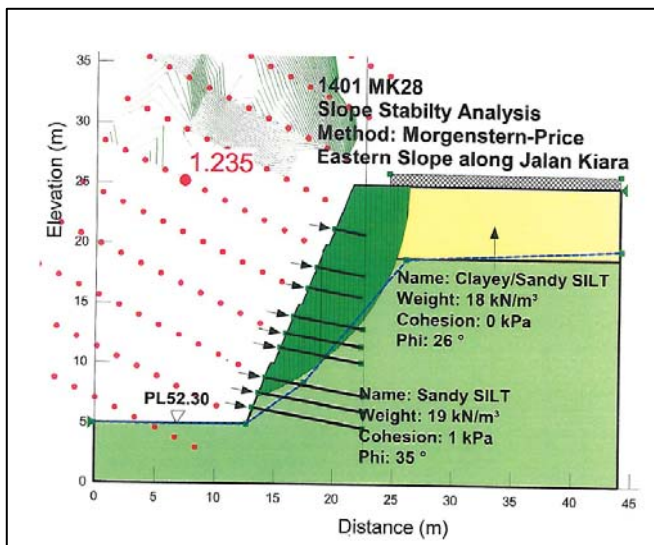 1401 MK28
Slope Stabilty Analysis
Method: Morgenstern-Price
Eastern Slope along Jalan Kiara
1.235
Elevation (m)
35
30
25
20
15
10
5
0
Name: Clayey/Sandy SILT
Weight: 18 kN/m³
Cohesion: 0 kPa
Phi: 26 °
PL52.30
Name: Sandy SILT
Weight: 19 kN/m³
Cohesion: 1 kPa
Phi: 35 °
0 5 10 15 20 25 30 35 40 45
Distance (m)